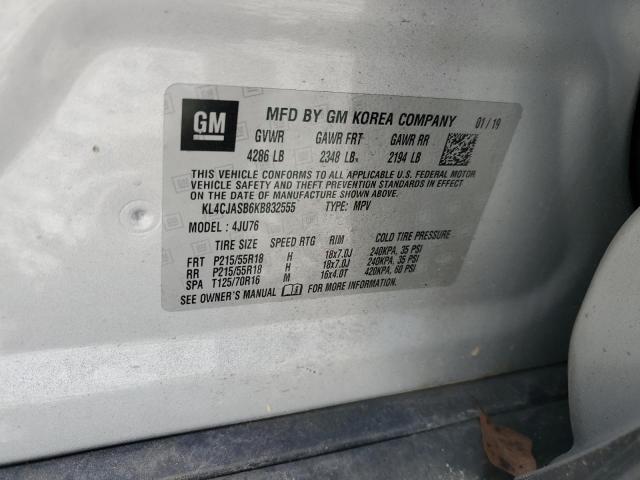 GM
MFD BY GM KOREA COMPANY 01/19
GVWR GAWR FRT GAWR RR
4286 LB 2348 LB 2194 LB
THIS VEHICLE CONFORMS TO ALL APPLICABLE U.S. FEDERAL MOTOR
VEHICLE SAFETY AND THEFT PREVENTION STANDARDS IN EFFECT
ON THE DATE OF MANUFACTURE SHOWN ABOVE.
KL4CJASB6KB832555 TYPE: MPV
MODEL: 4JU76
TIRE SIZE SPEED RTG RIM COLD TIRE PRESSURE
FRT P215/55R18 H 18x7.0J 240KPA, 35 PSI
RR P215/55R18 H 18x7.0J 240KPA, 35 PSI
SPA T125/70R16 M 16x4.0T 420KPA, 60 PSI
SEE OWNER'S MANUAL FOR MORE INFORMATION